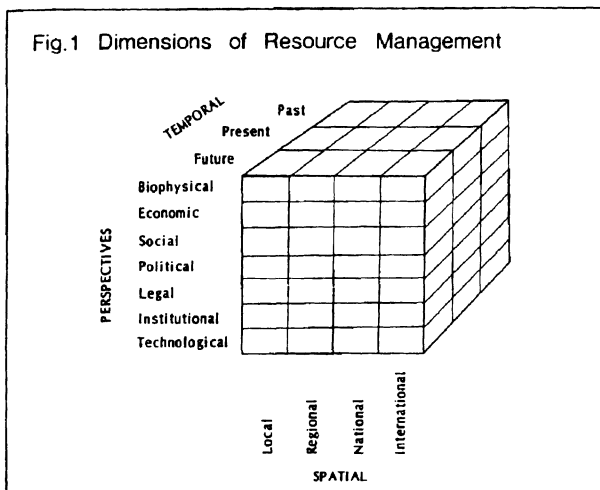 Fig.1 Dimensions of Resource Management
TEMPORAL
Past
Present
Future
PERSPECTIVES
Biophysical
Economic
Social
Political
Legal
Institutional
Technological
Local
Regional
National
International
SPATIAL